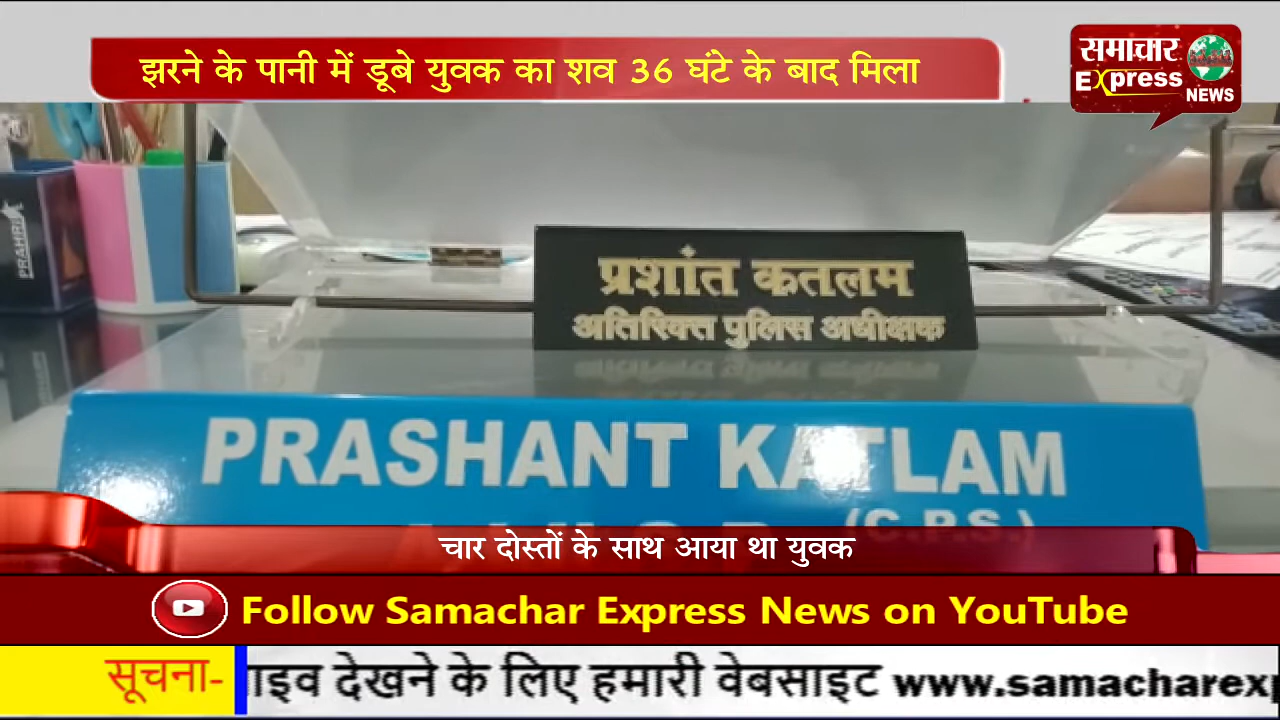 झरने के पानी में डूबे युवक का शव 36 घंटे के बाद मिला
समाचार
Express
NEWS
PRAHRI
प्रशांत कतलम
अतिरिक्त पुलिस अधीक्षक
PRASHANT KATLAM
(C.P.S.)
चार दोस्तों के साथ आया था युवक
Follow Samachar Express News on YouTube
सूचना- ाइव देखने के लिए हमारी वेबसाइट www.samacharexp